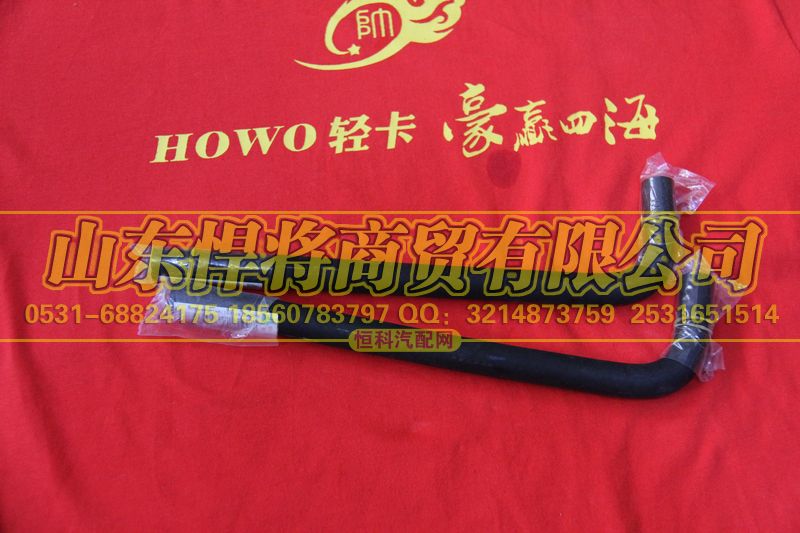 帥
HOWO 轻卡 豪赢四海
山东悍将商贸有限公司
0531-68824175 18560783797 QQ: 3214873759 2531651514
恒科汽配网